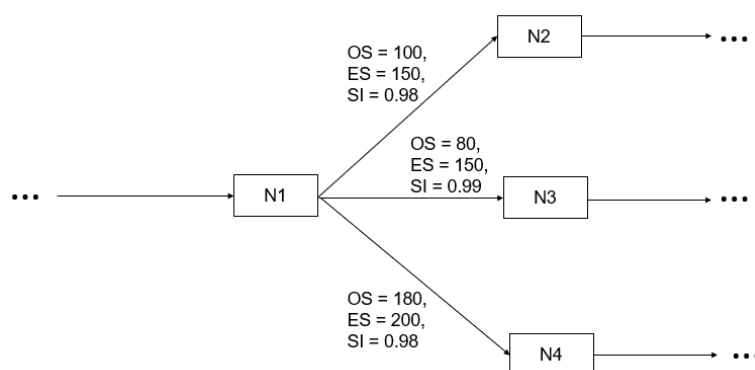 N2
OS = 100,
ES = 150,
SI = 0.98
OS = 80,
ES = 150,
SI = 0.99
...
N1
N3
...
...
OS = 180,
ES = 200,
SI = 0.98
N4
...